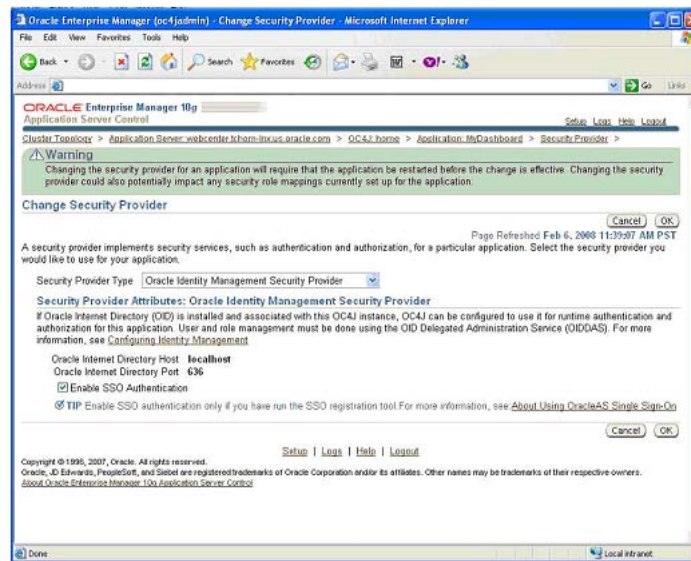 Oracle Enterprise Manager (oc4jadmin) - Change Security Provider - Microsoft Internet Explorer
File Edit View Favorites Tools Help
Back Search Favorites
Address Go Links
ORACLE Enterprise Manager 10g
Application Server Control Setup Logs Help Logout
Cluster Topology > Application Server: webcenter.tchorn-lnx.us.oracle.com > OC4J: home > Application: MyDashboard > Security Provider >
Warning
Changing the security provider for an application will require that the application be restarted before the change is effective. Changing the security
provider could also potentially impact any security role mappings currently set up for the application.
Change Security Provider
Cancel OK
Page Refreshed Feb 6, 2008 11:39:07 AM PST
A security provider implements security services, such as authentication and authorization, for a particular application. Select the security provider you
would like to use for your application.
Security Provider Type Oracle Identity Management Security Provider
Security Provider Attributes: Oracle Identity Management Security Provider
If Oracle Internet Directory (OID) is installed and associated with this OC4J instance, OC4J can be configured to use it for runtime authentication and
authorization for this application. User and role management must be done using the OID Delegated Administration Service (OIDDAS). For more
information, see Configuring Identity Management
Oracle Internet Directory Host localhost
Oracle Internet Directory Port 636
Enable SSO Authentication
TIP Enable SSO authentication only if you have run the SSO registration tool.For more information, see About Using OracleAS Single Sign-On
Cancel OK
Setup | Logs | Help | Logout
Copyright © 1996, 2007, Oracle. All rights reserved.
Oracle, JD Edwards, PeopleSoft, and Siebel are registered trademarks of Oracle Corporation and/or its affiliates. Other names may be trademarks of their respective owners.
About Oracle Enterprise Manager 10g Application Server Control
Done Local intranet